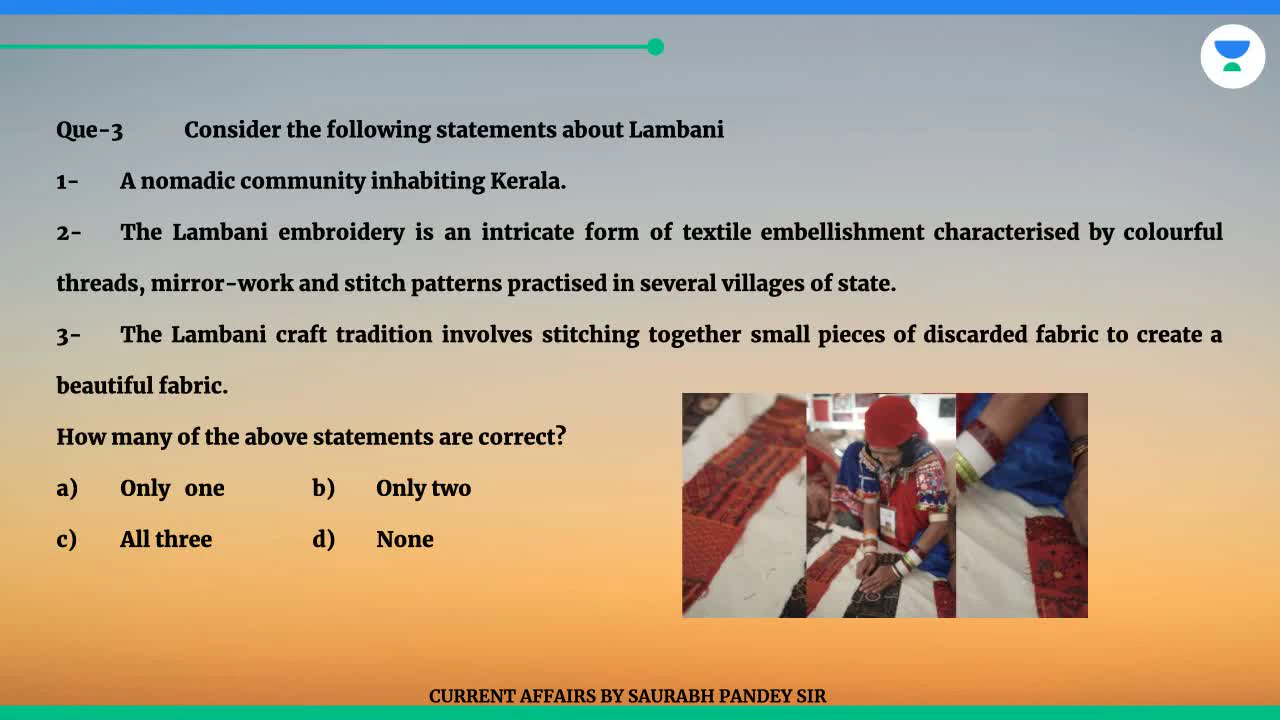 Que-3 Consider the following statements about Lambani
1- A nomadic community inhabiting Kerala.
2- The Lambani embroidery is an intricate form of textile embellishment characterised by colourful
threads, mirror-work and stitch patterns practised in several villages of state.
3- The Lambani craft tradition involves stitching together small pieces of discarded fabric to create a
beautiful fabric.
How many of the above statements are correct?
a) Only one b) Only two
c) All three d) None
CURRENT AFFAIRS BY SAURABH PANDEY SIR